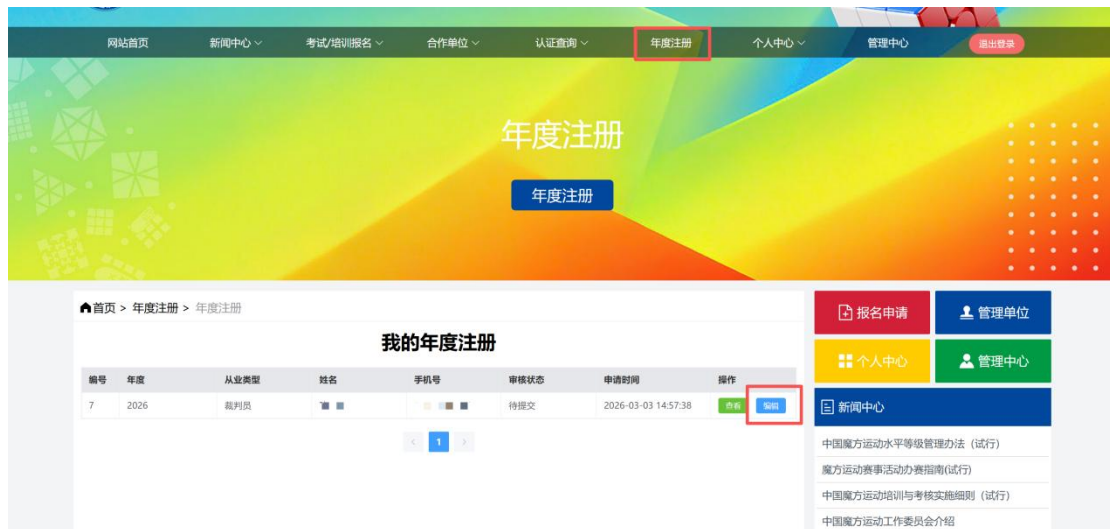 网站首页 新闻中心 考试/培训报名 合作单位 认证查询 年度注册 个人中心 管理中心 退出登录
年度注册
年度注册
首页 > 年度注册 > 年度注册
我的年度注册
编号 年度 从业类型 姓名 手机号 审核状态 申请时间 操作
7 2026 裁判员 待提交 2026-03-03 14:57:38 查看 编辑
< 1 >
报名申请 管理单位
个人中心 管理中心
新闻中心
中国魔方运动水平等级管理办法（试行）
魔方运动赛事活动办赛指南(试行)
中国魔方运动培训与考核实施细则（试行）
中国魔方运动工作委员会介绍